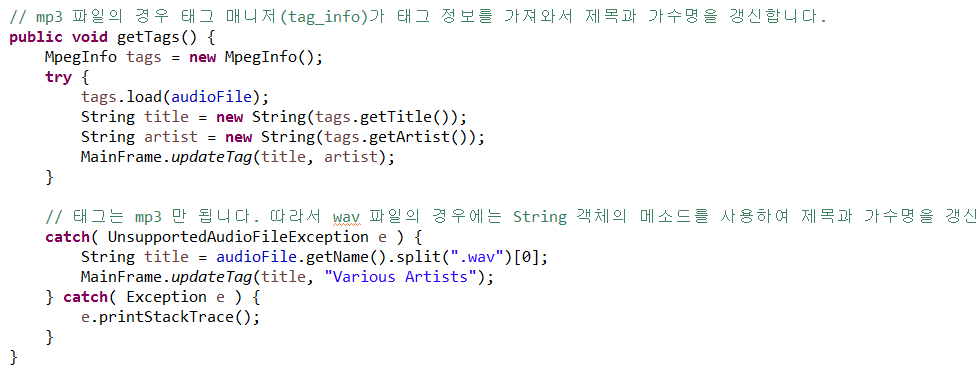 // mp3 파일의 경우 태그 매니저(tag_info)가 태그 정보를 가져와서 제목과 가수명을 갱신합니다.
public void getTags() {
    MpegInfo tags = new MpegInfo();
    try {
        tags.load(audioFile);
        String title = new String(tags.getTitle());
        String artist = new String(tags.getArtist());
        MainFrame.updateTag(title, artist);
    }
    // 태그는 mp3 만 됩니다. 따라서 wav 파일의 경우에는 String 객체의 메소드를 사용하여 제목과 가수명을 갱신
    catch( UnsupportedAudioFileException e ) {
        String title = audioFile.getName().split(".wav")[0];
        MainFrame.updateTag(title, "Various Artists");
    } catch( Exception e ) {
        e.printStackTrace();
    }
}